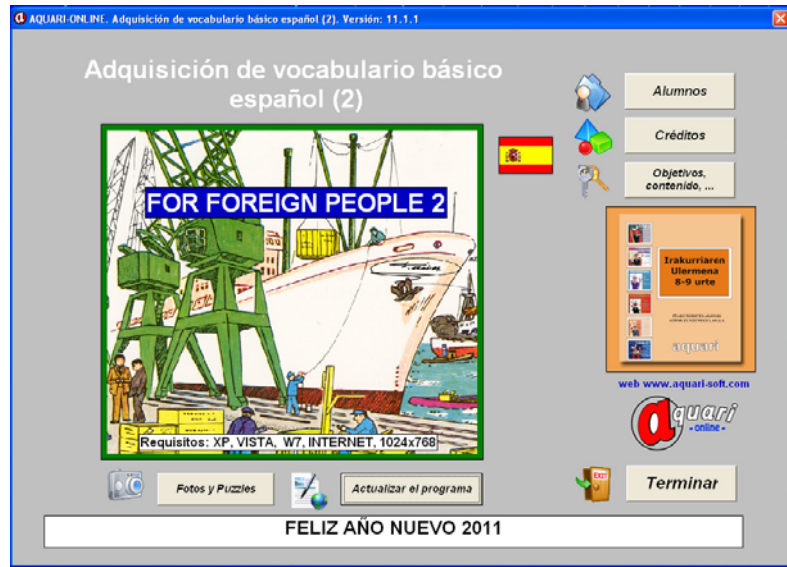 AQUARI-ONLINE. Adquisición de vocabulario básico español (2). Versión: 11.1.1
Adquisición de vocabulario básico
español (2)
FOR FOREIGN PEOPLE 2
Requisitos: XP, VISTA, W7, INTERNET, 1024x768
Alumnos
Créditos
Objetivos,
contenido, ...
Irakurriaren
Ulermena
8-9 urte
aquari
web www.aquari-soft.com
aquari
- online -
Fotos y Puzzles
Actualizar el programa
EXIT
Terminar
FELIZ AÑO NUEVO 2011